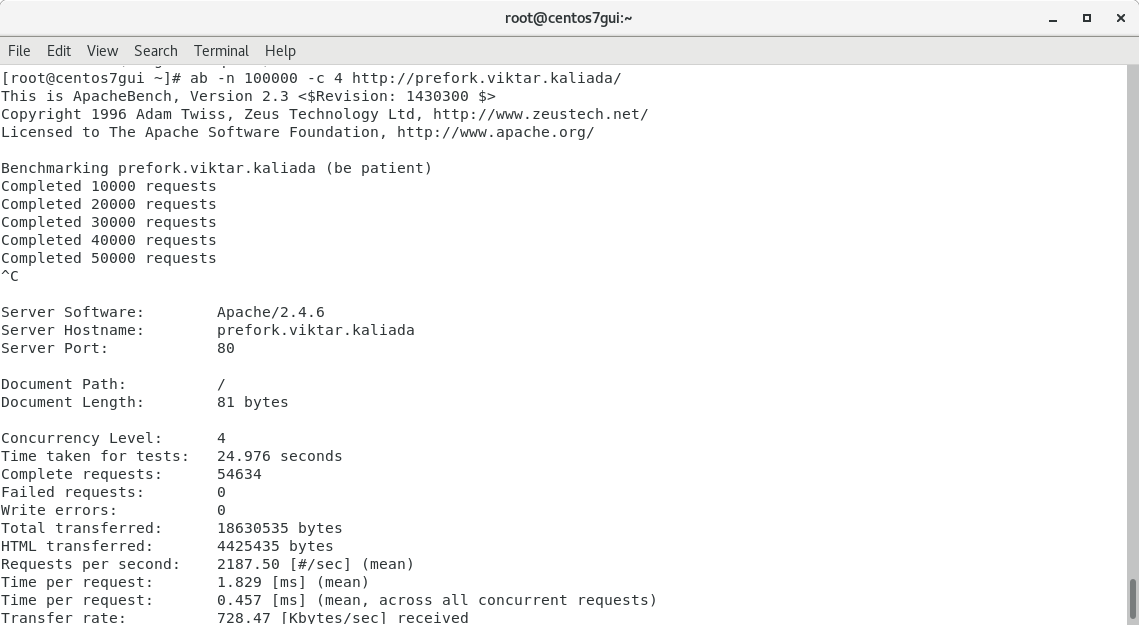 root@centos7gui:~
File Edit View Search Terminal Help
[root@centos7gui ~]# ab -n 100000 -c 4 http://prefork.viktar.kaliada/
This is ApacheBench, Version 2.3 <$Revision: 1430300 $>
Copyright 1996 Adam Twiss, Zeus Technology Ltd, http://www.zeustech.net/
Licensed to The Apache Software Foundation, http://www.apache.org/

Benchmarking prefork.viktar.kaliada (be patient)
Completed 10000 requests
Completed 20000 requests
Completed 30000 requests
Completed 40000 requests
Completed 50000 requests
^C

Server Software:        Apache/2.4.6
Server Hostname:        prefork.viktar.kaliada
Server Port:            80

Document Path:          /
Document Length:        81 bytes

Concurrency Level:      4
Time taken for tests:   24.976 seconds
Complete requests:      54634
Failed requests:        0
Write errors:           0
Total transferred:      18630535 bytes
HTML transferred:       4425435 bytes
Requests per second:    2187.50 [#/sec] (mean)
Time per request:       1.829 [ms] (mean)
Time per request:       0.457 [ms] (mean, across all concurrent requests)
Transfer rate:          728.47 [Kbytes/sec] received